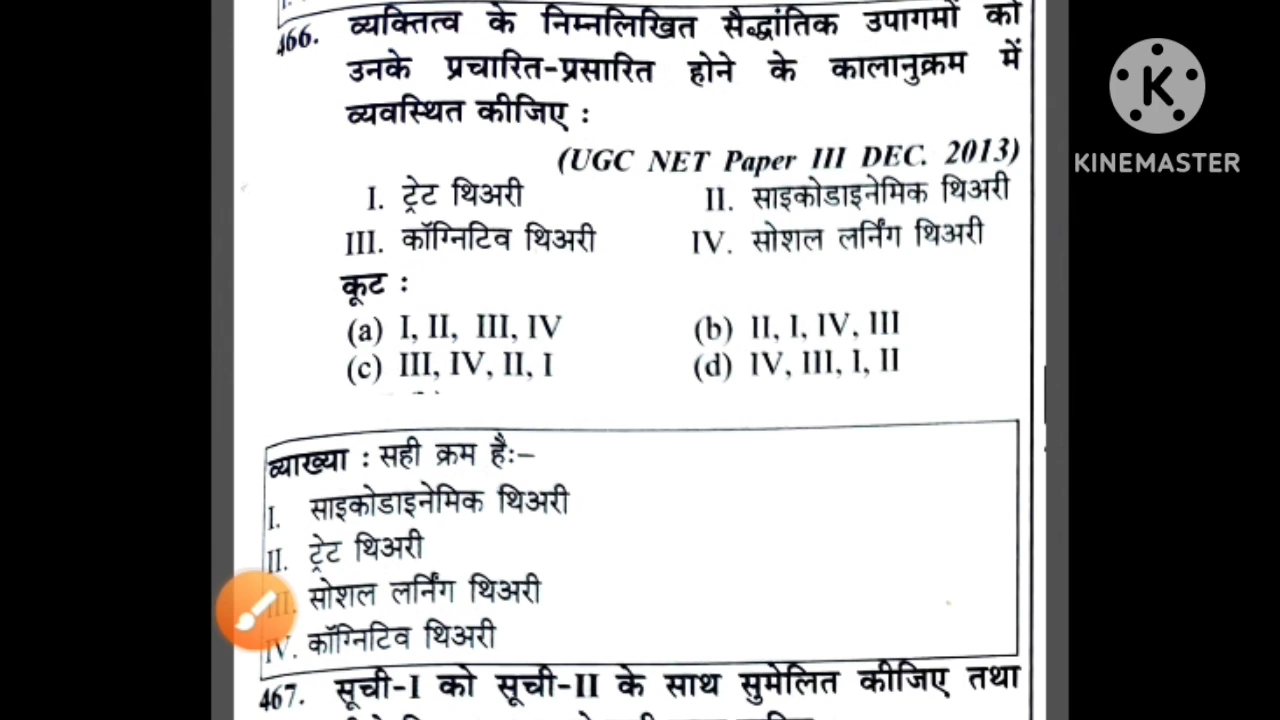 466. व्यक्तित्व के निम्नलिखित सैद्धांतिक उपागमों को
उनके प्रचारित-प्रसारित होने के कालानुक्रम में
व्यवस्थित कीजिए :
(UGC NET Paper III DEC. 2013)
I. ट्रेट थिअरी II. साइकोडाइनेमिक थिअरी
III. कॉग्निटिव थिअरी IV. सोशल लर्निंग थिअरी
कूट :
(a) I, II, III, IV (b) II, I, IV, III
(c) III, IV, II, I (d) IV, III, I, II
व्याख्या : सही क्रम है:–
I. साइकोडाइनेमिक थिअरी
II. ट्रेट थिअरी
III. सोशल लर्निंग थिअरी
IV. कॉग्निटिव थिअरी
467. सूची-I को सूची-II के साथ सुमेलित कीजिए तथा
K
KINEMASTER